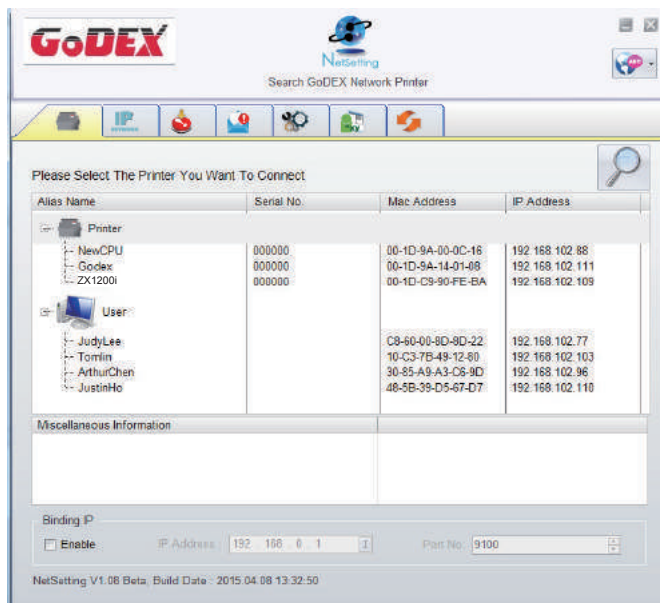 GoDEX
NetSetting
Search GoDEX Network Printer
IP
Please Select The Printer You Want To Connect
Alias Name Serial No. Mac Address IP Address
Printer
NewCPU 000000 00-1D-9A-00-0C-16 192.168.102.88
Godex 000000 00-1D-9A-14-01-08 192.168.102.111
ZX1200i 000000 00-1D-C9-90-FE-BA 192.168.102.109
User
JudyLee C8-60-00-8D-8D-22 192.168.102.77
Tomlin 10-C3-7B-49-12-80 192.168.102.103
ArthurChen 30-85-A9-A3-C6-9D 192.168.102.96
JustinHo 48-5B-39-D5-67-D7 192.168.102.110
Miscellaneous Information
Binding IP
Enable IP Address : 192 . 168 . 0 . 1 Port No. 9100
NetSetting V1.08 Beta, Build Date : 2015.04.08 13:32:50